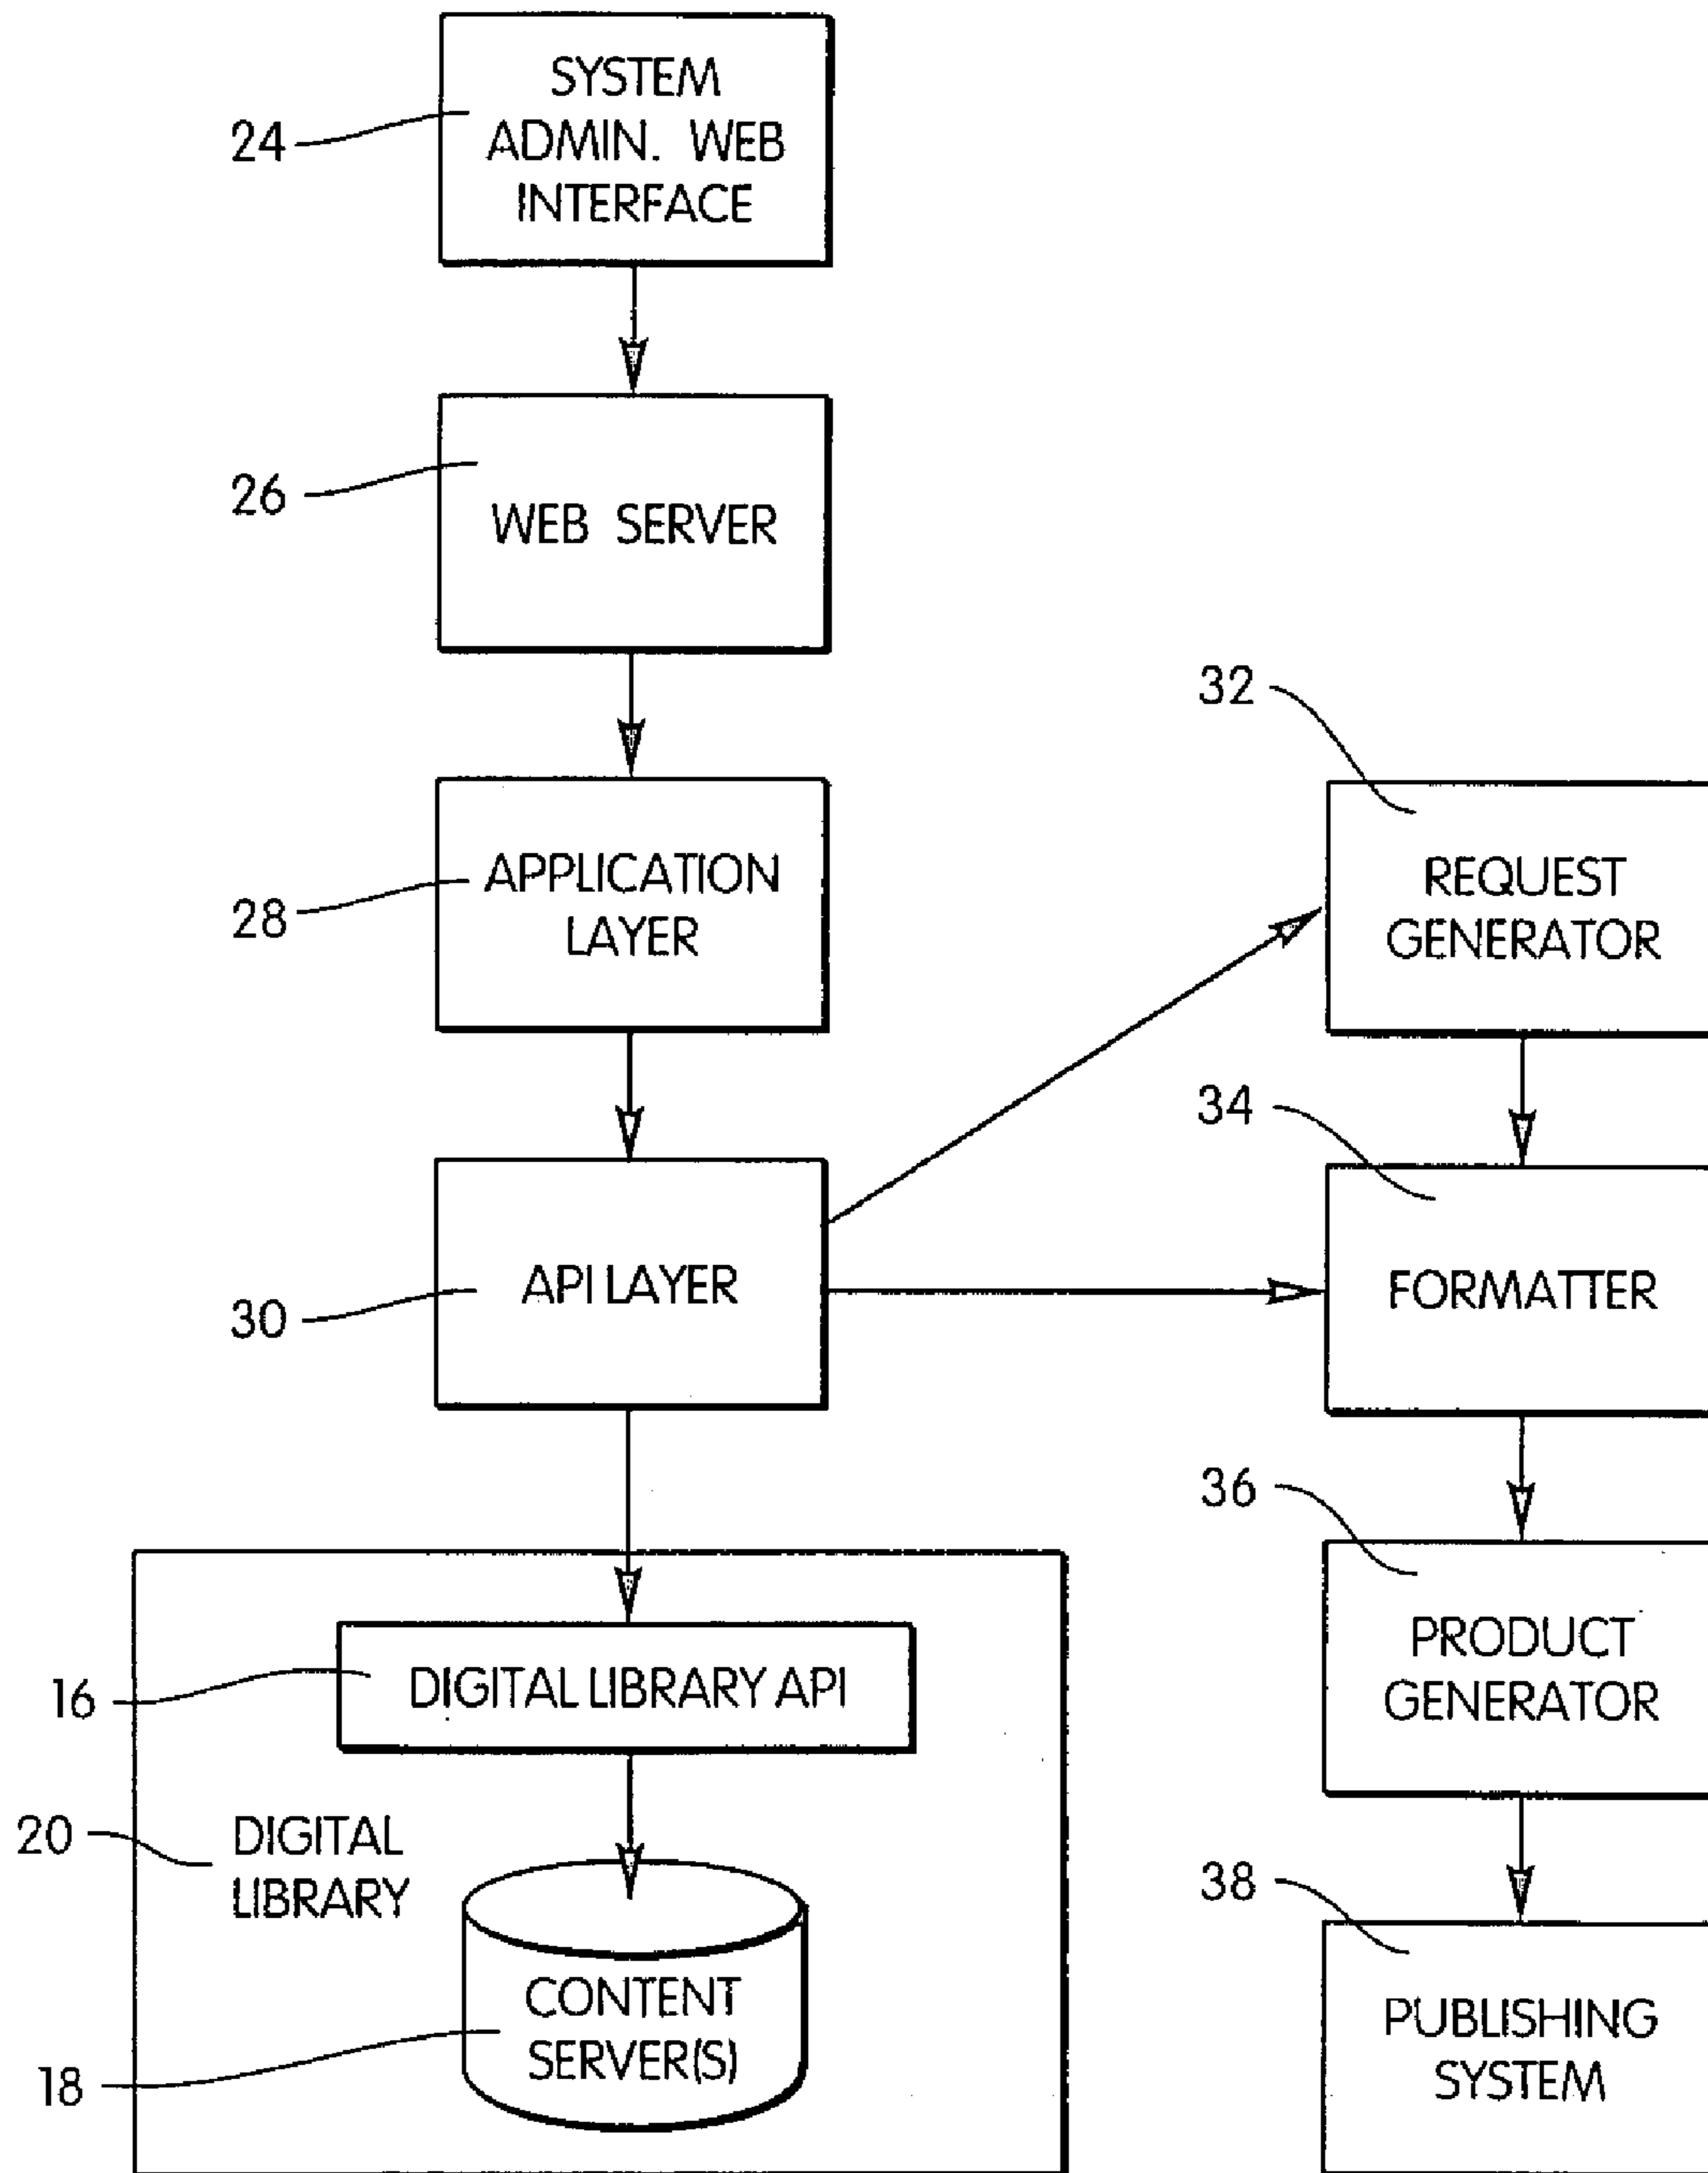 24
SYSTEM
ADMIN. WEB
INTERFACE
26
WEB SERVER
28
APPLICATION
LAYER
32
REQUEST
GENERATOR
30
API LAYER
34
FORMATTER
36
PRODUCT
GENERATOR
16
DIGITAL LIBRARY API
20
DIGITAL
LIBRARY
18
CONTENT
SERVER(S)
38
PUBLISHING
SYSTEM